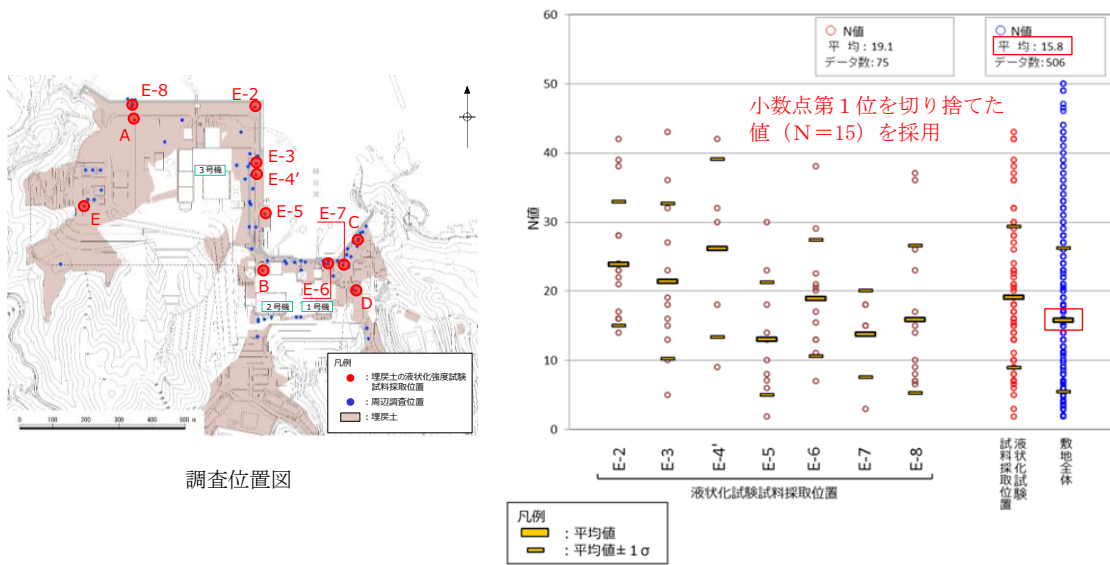 E-8
E-2
A
3号機
E-3
E-4'
E-5
E
E-7
C
B
E-6
D
2号機
1号機
凡例
：埋戻土の液状化強度試験
試料採取位置
：周辺調査位置
：埋戻土
0 100 200 300 400 500 m
調査位置図
N値
平 均：19.1
データ数：75
N値
平 均：15.8
データ数：506
小数点第１位を切り捨てた
値（N＝15）を採用
60
50
40
30
20
10
0
N値
E-2
E-3
E-4'
E-5
E-6
E-7
E-8
液状化試験試料採取位置
液状化試験
試料採取位置
敷地全体
凡例
：平均値
：平均値±１σ